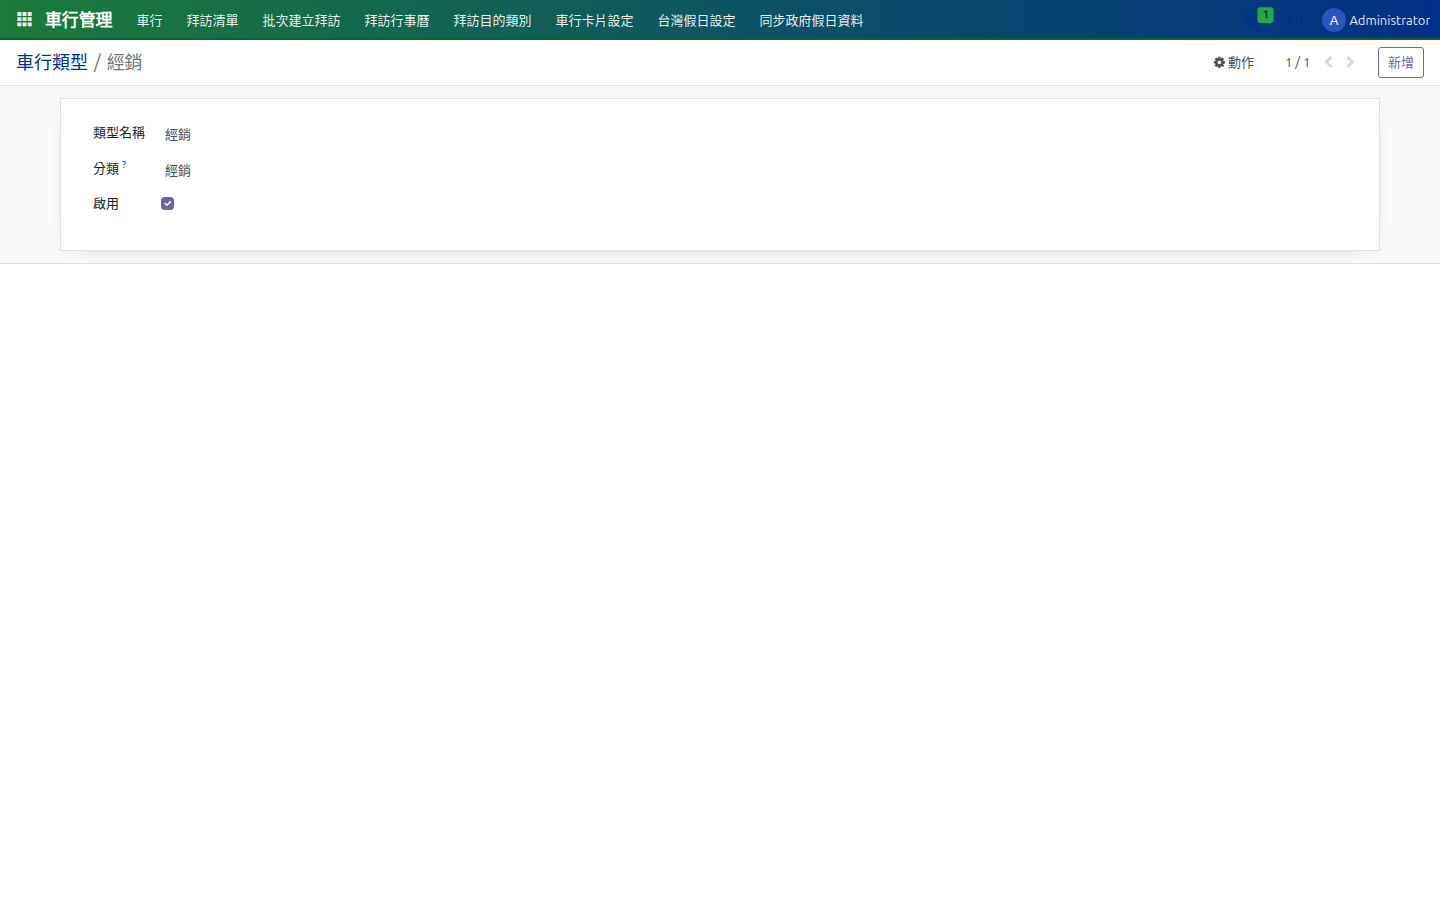 車行管理 車行 拜訪清單 批次建立拜訪 拜訪行事曆 拜訪目的類別 車行卡片設定 台灣假日設定 同步政府假日資料 1 A Administrator
車行類型 / 經銷 動作 1 / 1 新增
類型名稱 經銷
分類 ? 經銷
啟用